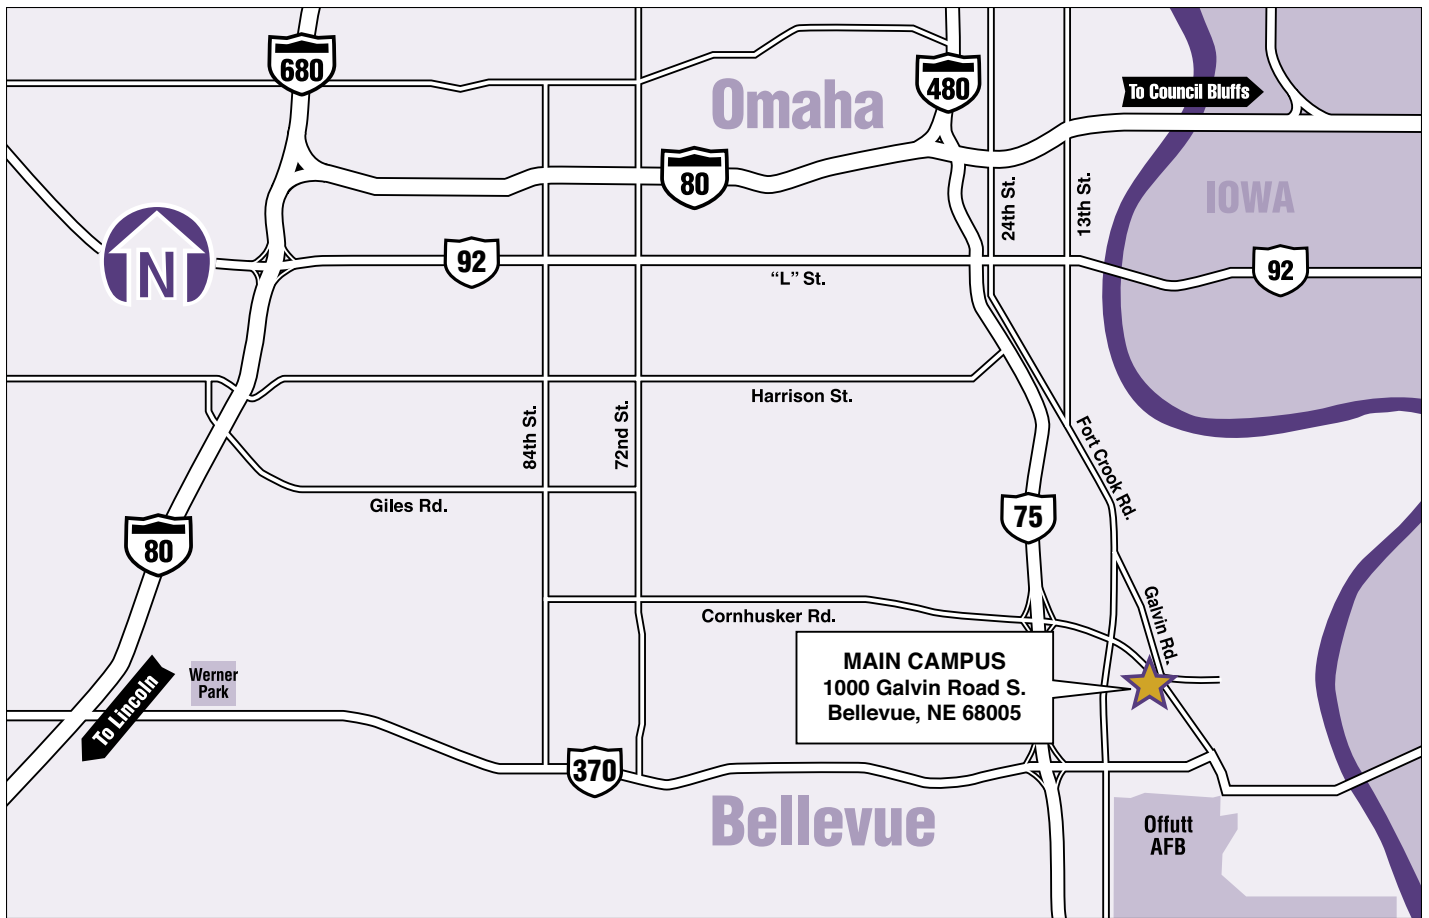 680
Omaha
480
To Council Bluffs
80
24th St.
13th St.
IOWA
N
92
“L” St.
92
Harrison St.
84th St.
72nd St.
Fort Crook Rd.
Giles Rd.
75
80
Galvin Rd.
Cornhusker Rd.
MAIN CAMPUS
1000 Galvin Road S.
Bellevue, NE 68005
Werner
Park
To Lincoln
370
Bellevue
Offutt
AFB